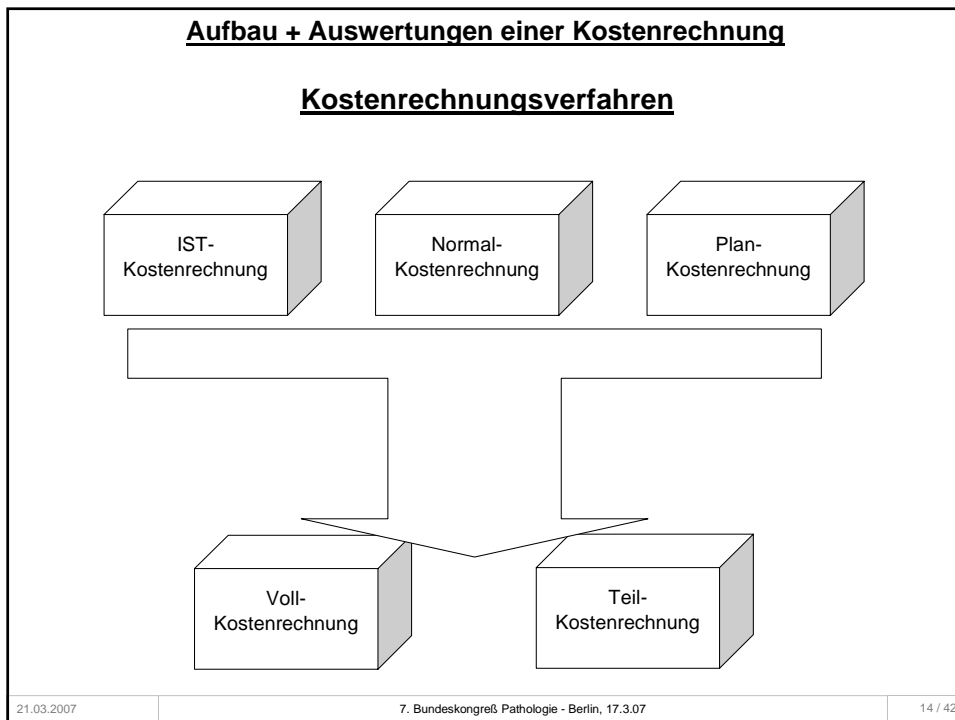 Aufbau + Auswertungen einer Kostenrechnung
Kostenrechnungsverfahren
IST-
Kostenrechnung
Normal-
Kostenrechnung
Plan-
Kostenrechnung
Voll-
Kostenrechnung
Teil-
Kostenrechnung
21.03.2007
7. Bundeskongreß Pathologie - Berlin, 17.3.07
14 / 42